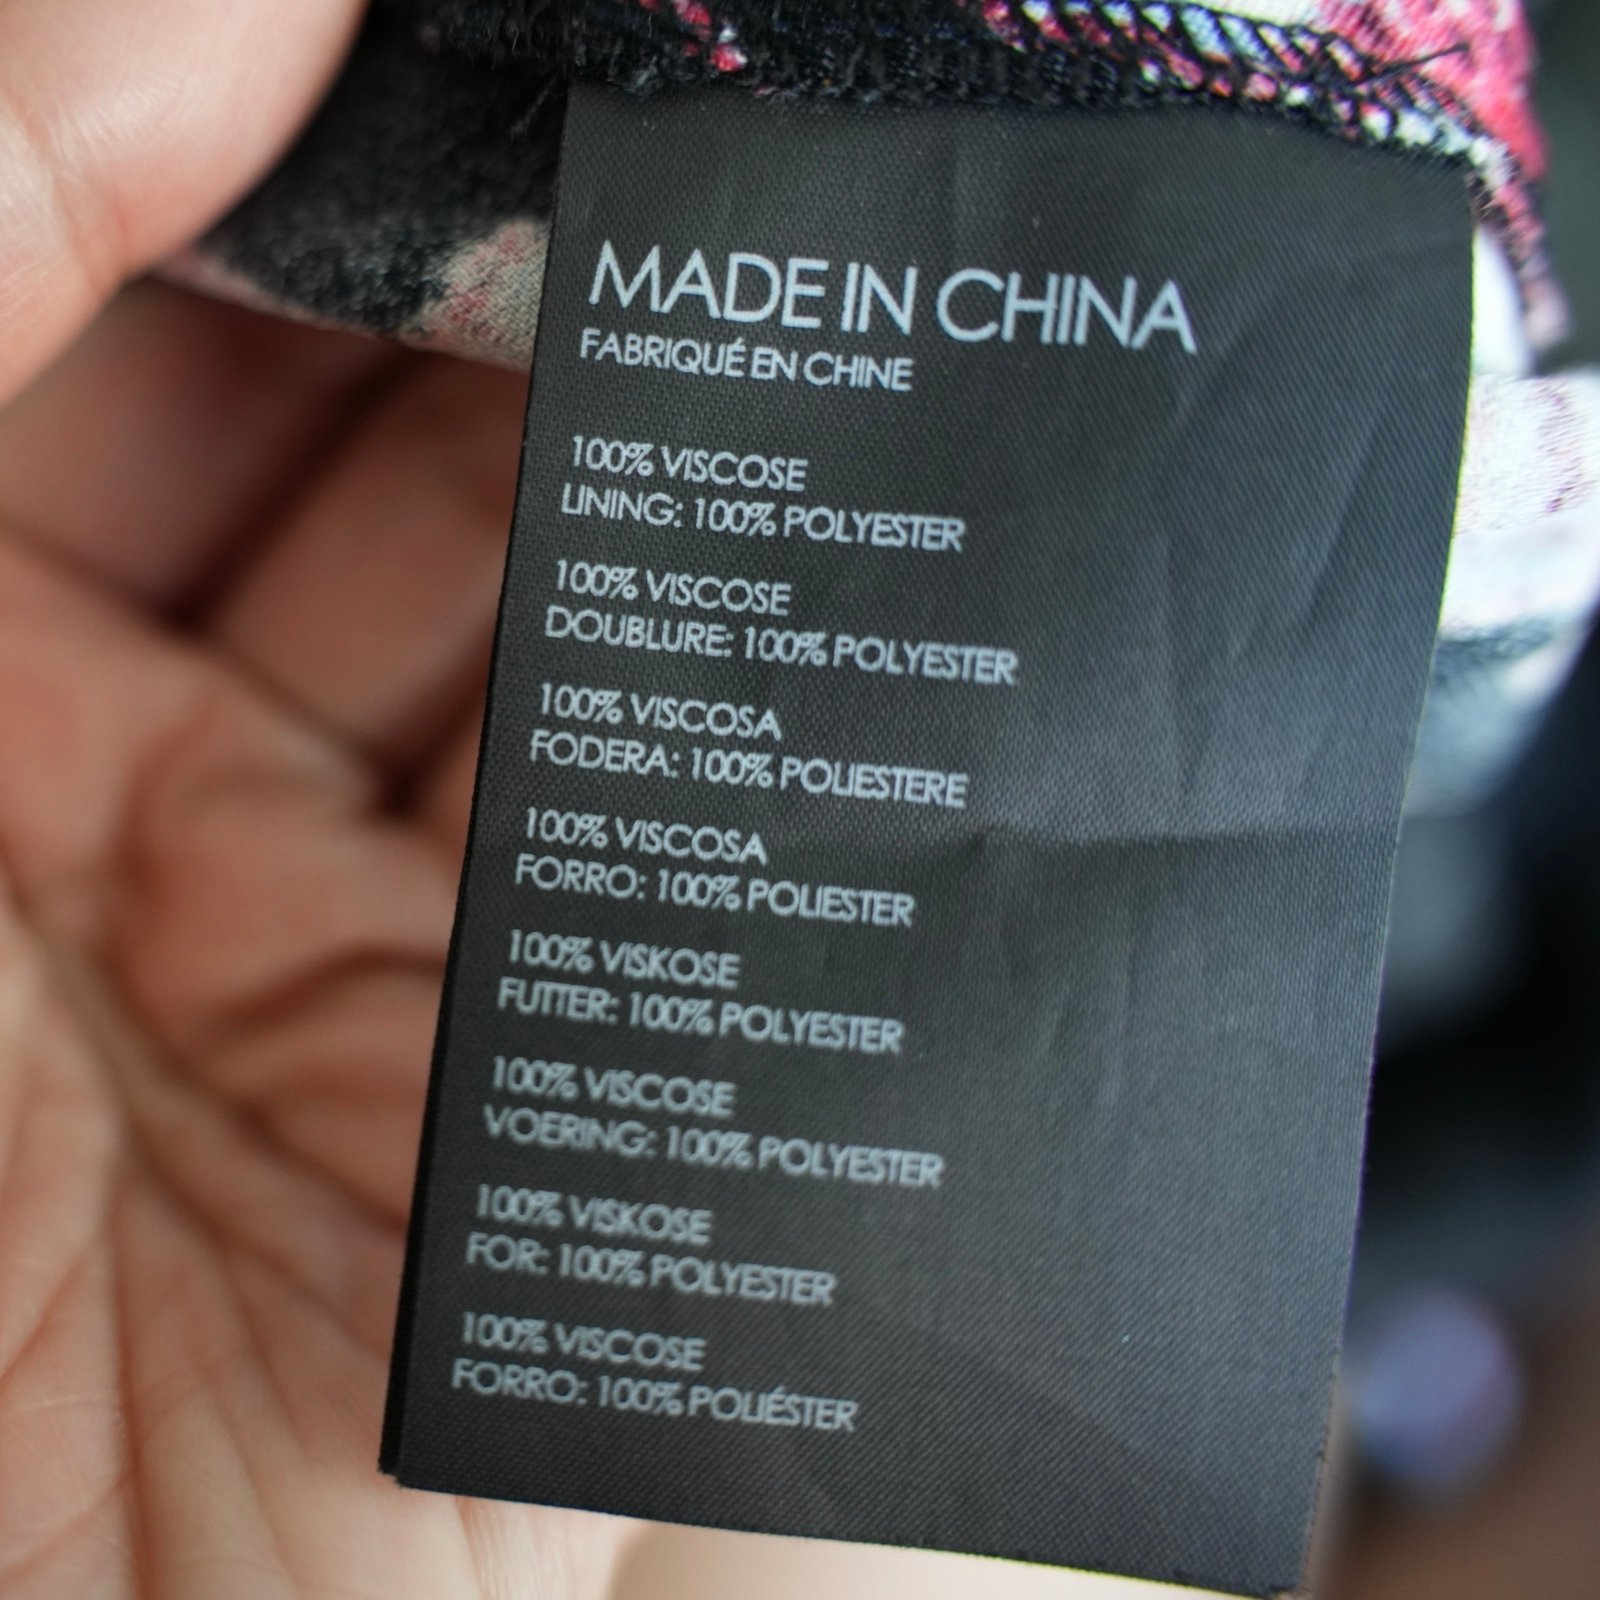 MADE IN CHINA
FABRIQUÉ EN CHINE
100% VISCOSE
LINING: 100% POLYESTER
100% VISCOSE
DOUBLURE: 100% POLYESTER
100% VISCOSA
FODERA: 100% POLIESTERE
100% VISCOSA
FORRO: 100% POLIESTER
100% VISKOSE
FUTTER: 100% POLYESTER
100% VISCOSE
VOERING: 100% POLYESTER
100% VISKOSE
FOR: 100% POLYESTER
100% VISCOSE
FORRO: 100% POLIÉSTER